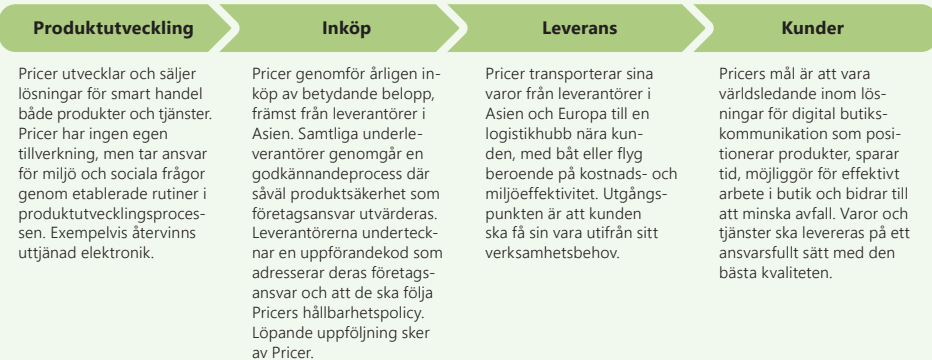 Produktutveckling
Pricer utvecklar och säljer
lösningar för smart handel
både produkter och tjänster.
Pricer har ingen egen
tillverkning, men tar ansvar
för miljö och sociala frågor
genom etablerade rutiner i
produktutvecklingsproces-
sen. Exempelvis återvinns
uttjänad elektronik.
Inköp
Pricer genomför årligen in-
köp av betydande belopp,
främst från leverantörer i
Asien. Samtliga underle-
verantörer genomgår en
godkännandeprocess där
såväl produktsäkerhet som
företagsansvar utvärderas.
Leverantörerna underteck-
nar en uppförandekod som
adresserar deras företags-
ansvar och att de ska följa
Pricers hållbarhetspolicy.
Löpande uppföljning sker
av Pricer.
Leverans
Pricer transporterar sina
varor från leverantörer i
Asien och Europa till en
logistikhubb nära kun-
den, med båt eller flyg
beroende på kostnads- och
miljöeffektivitet. Utgångs-
punkten är att kunden
ska få sin vara utifrån sitt
verksamhetsbehov.
Kunder
Pricers mål är att vara
världsledande inom lös-
ningar för digital butiks-
kommunikation som posi-
tionerar produkter, sparar
tid, möjliggör för effektivt
arbete i butik och bidrar till
att minska avfall. Varor och
tjänster ska levereras på ett
ansvarsfullt sätt med den
bästa kvaliteten.